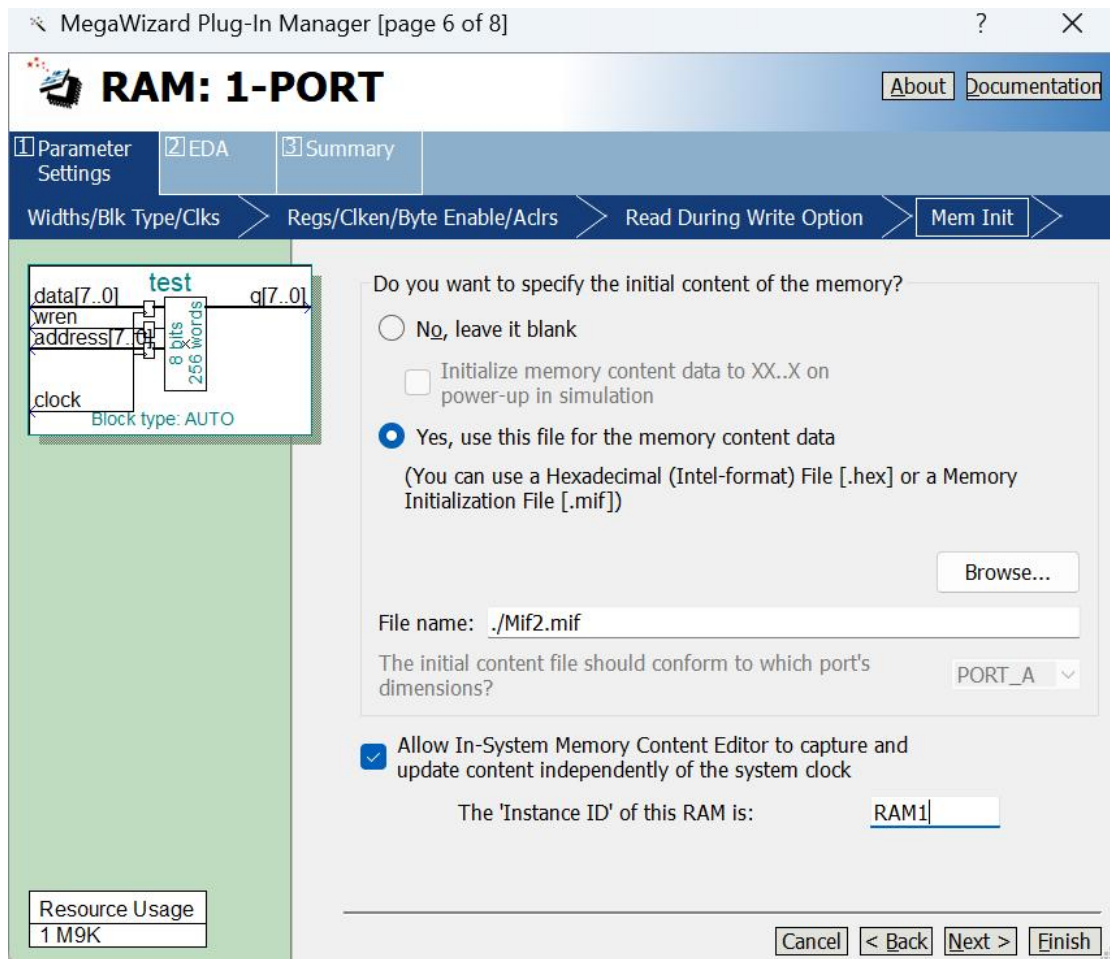 MegaWizard Plug-In Manager [page 6 of 8]
? X
RAM: 1-PORT
About Documentation
1 Parameter Settings
2 EDA
3 Summary
Widths/Blk Type/Clks
Regs/Clken/Byte Enable/Aclrs
Read During Write Option
Mem Init
test
data[7..0]
q[7..0]
wren
address[7..0]
8 bits
256 words
clock
Block type: AUTO
Do you want to specify the initial content of the memory?
No, leave it blank
Initialize memory content data to XX..X on
power-up in simulation
Yes, use this file for the memory content data
(You can use a Hexadecimal (Intel-format) File [.hex] or a Memory
Initialization File [.mif])
Browse...
File name: ./Mif2.mif
The initial content file should conform to which port's
dimensions?
PORT_A
Allow In-System Memory Content Editor to capture and
update content independently of the system clock
The 'Instance ID' of this RAM is: RAM1
Resource Usage
1 M9K
Cancel < Back Next > Finish